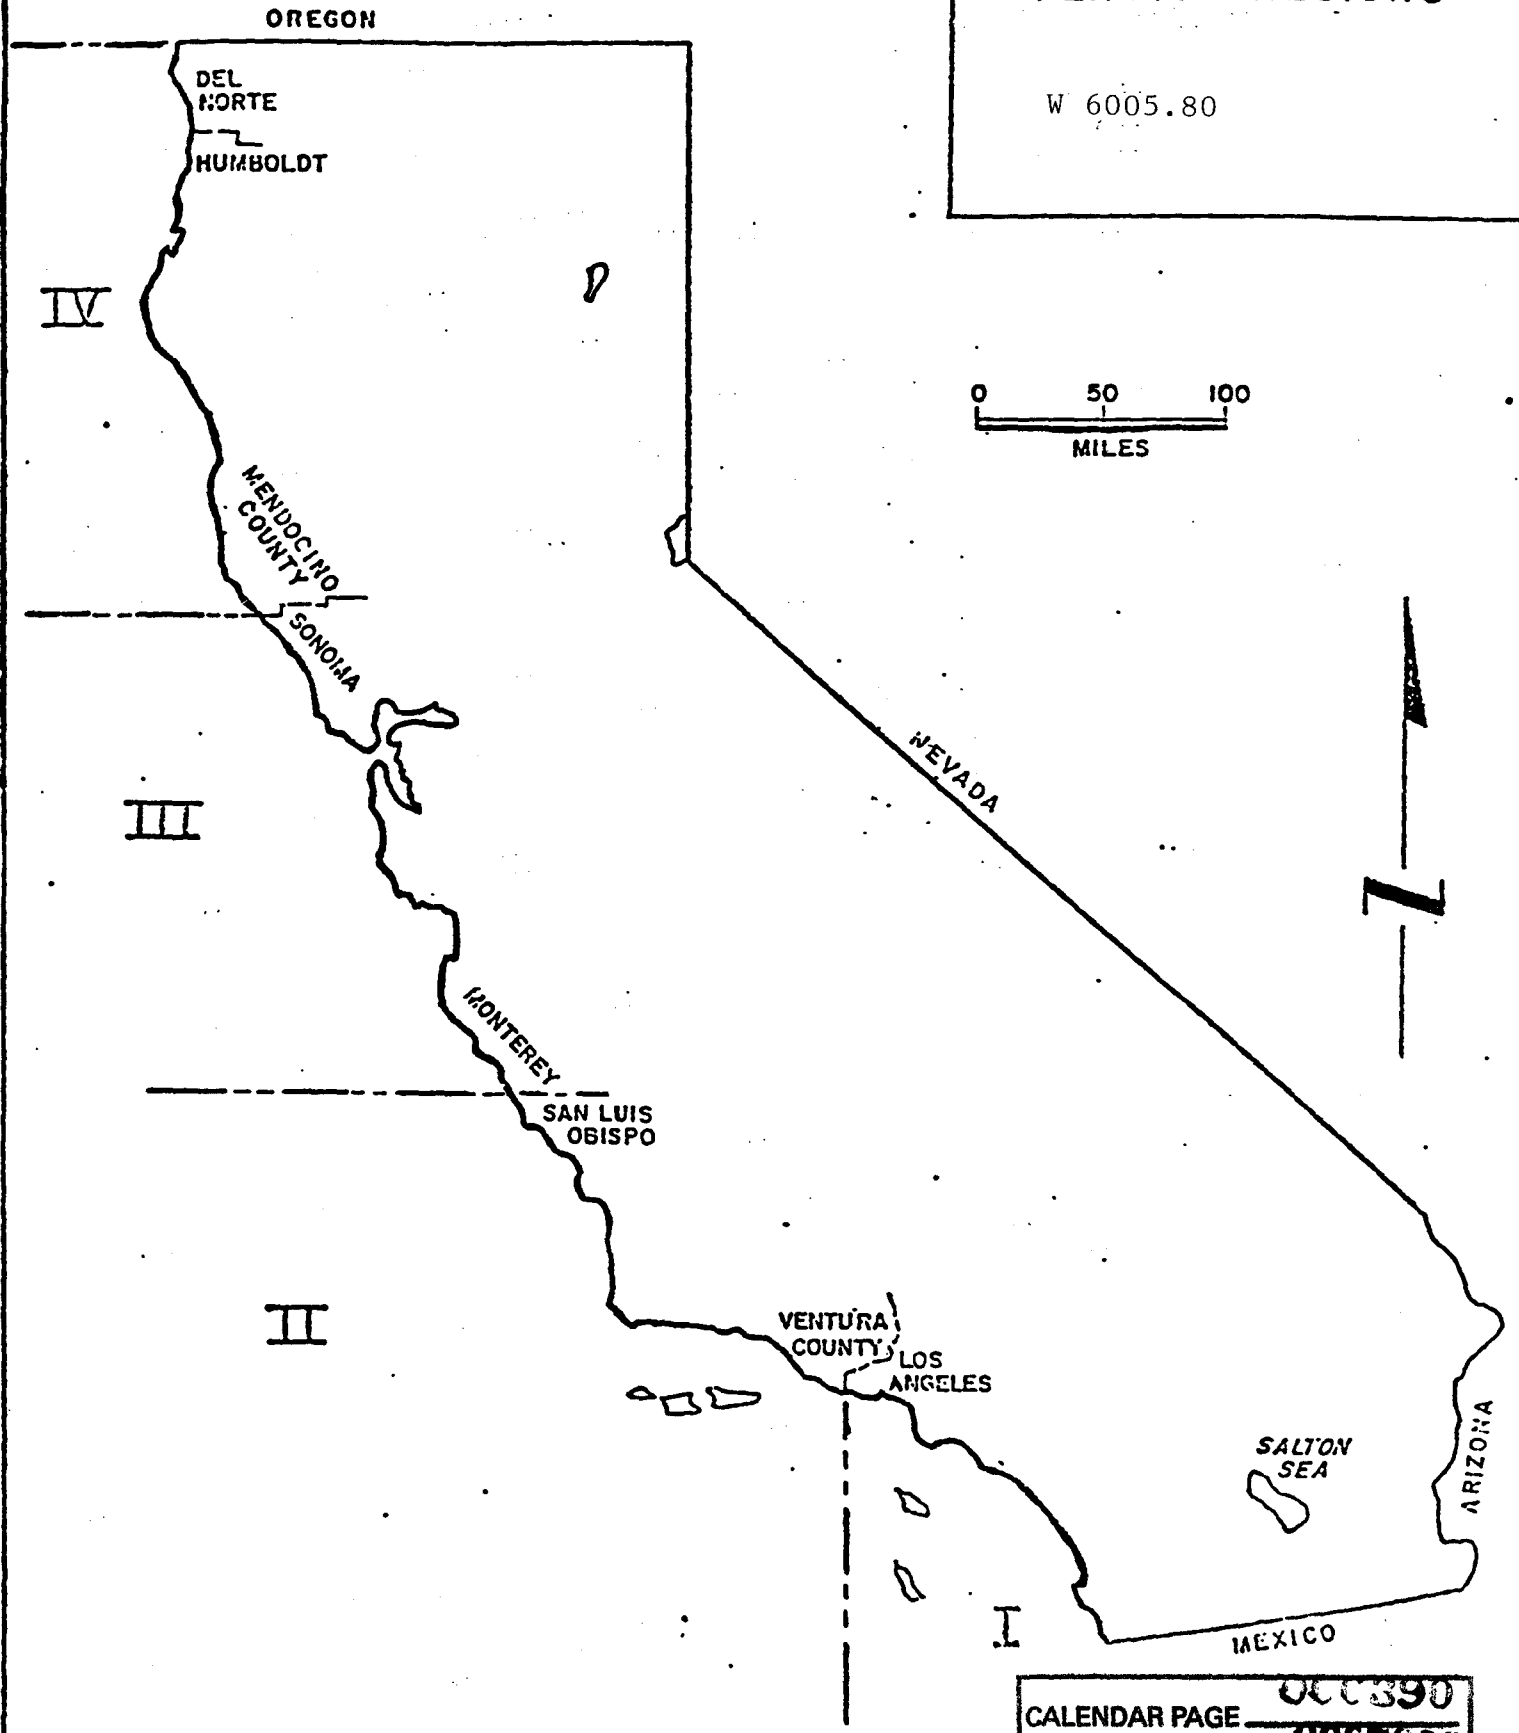 OREGON
W 6005.80
DEL
NORTE
HUMBOLDT
IV
0 50 100
MILES
MENDOCINO
COUNTY
SONOMA
NEVADA
III
N
MONTEREY
SAN LUIS
OBISPO
II
VENTURA
COUNTY
LOS
ANGELES
SALTON
SEA
ARIZONA
I
MEXICO
CALENDAR PAGE